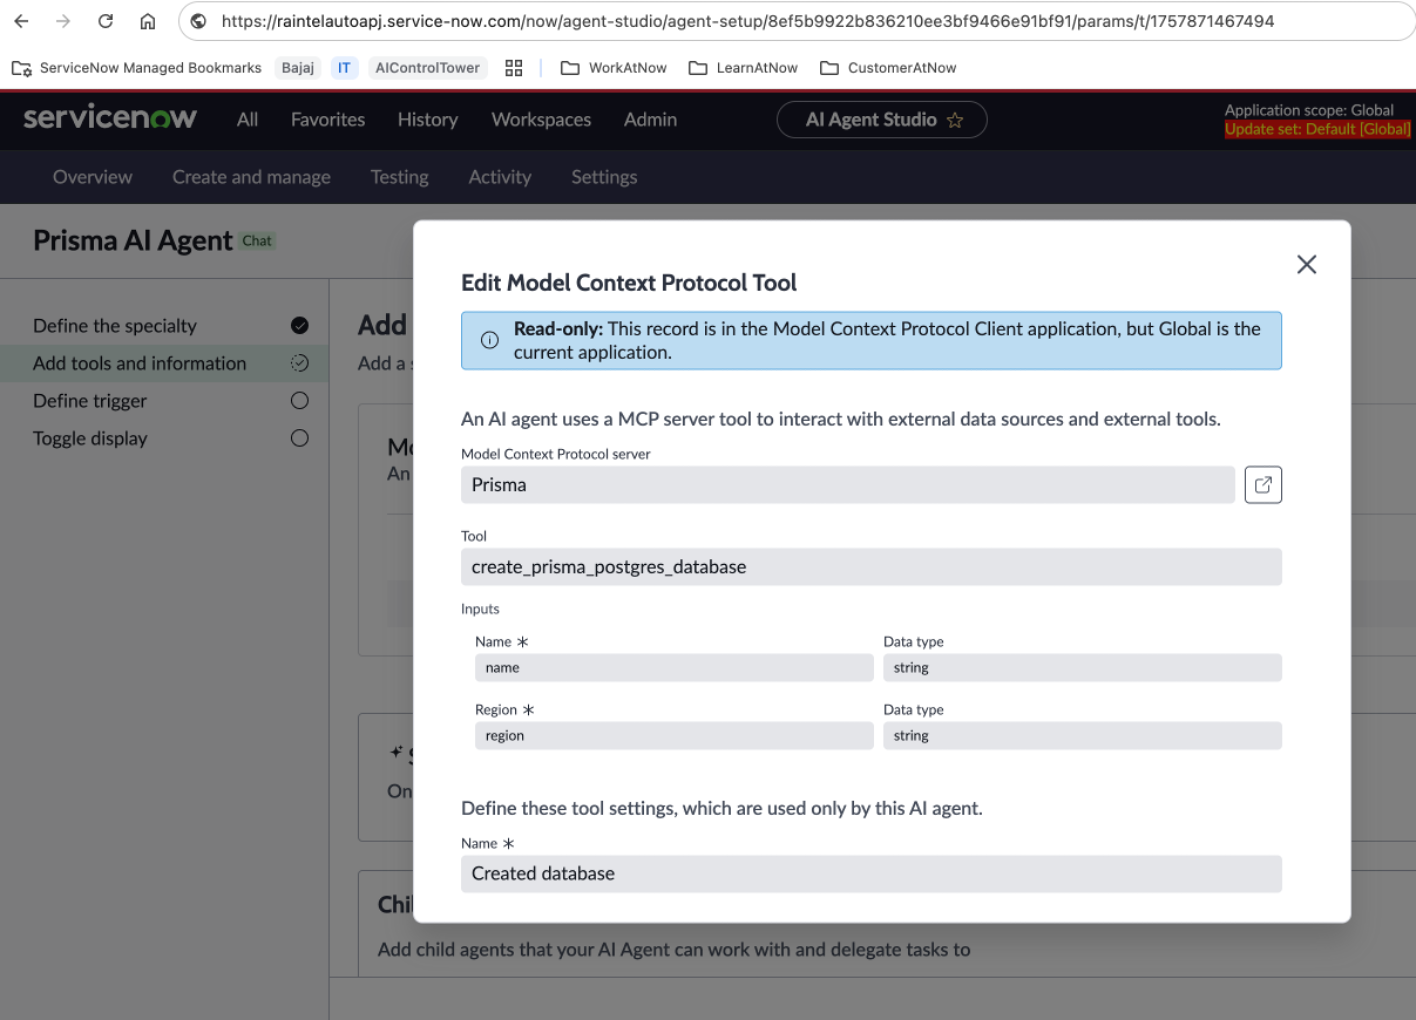 https://raintelautoapj.service-now.com/now/agent-studio/agent-setup/8ef5b9922b836210ee3bf9466e91bf91/params/t/1757871467494
ServiceNow Managed Bookmarks Bajaj IT AIControlTower WorkAtNow LearnAtNow CustomerAtNow
servicenow All Favorites History Workspaces Admin AI Agent Studio Application scope: Global
Update set: Default [Global]
Overview Create and manage Testing Activity Settings
Prisma AI Agent Chat
Define the specialty
Add tools and information
Define trigger
Toggle display
Add
Add a
An
On
Edit Model Context Protocol Tool
Read-only: This record is in the Model Context Protocol Client application, but Global is the
current application.
An AI agent uses a MCP server tool to interact with external data sources and external tools.
Model Context Protocol server
Prisma
Tool
create_prisma_postgres_database
Inputs
Name * Data type
name string
Region * Data type
region string
Define these tool settings, which are used only by this AI agent.
Name *
Created database
Add child agents that your AI Agent can work with and delegate tasks to